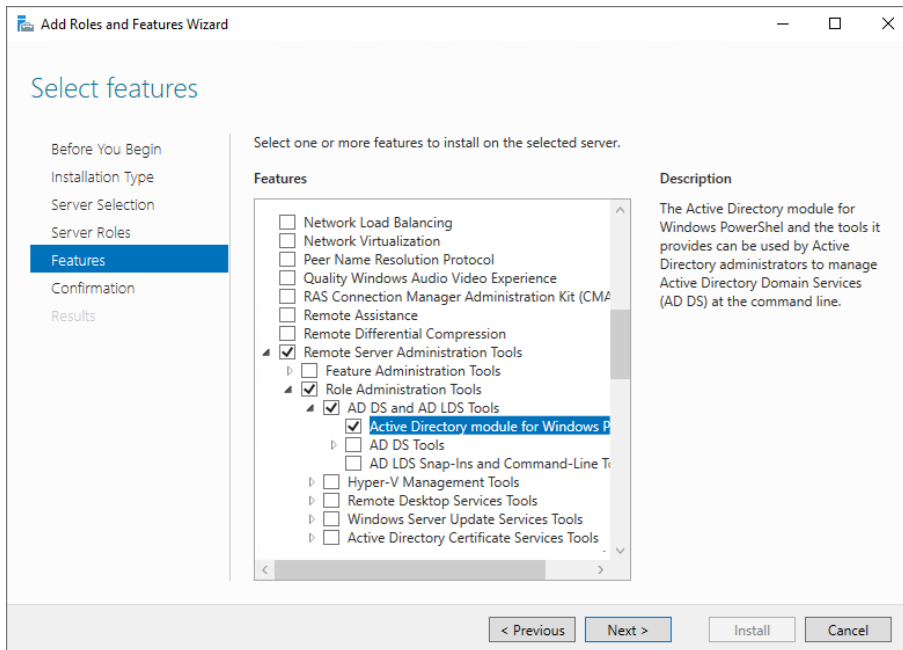 Add Roles and Features Wizard
Select features
Before You Begin
Installation Type
Server Selection
Server Roles
Features
Confirmation
Results
Select one or more features to install on the selected server.
Features
Network Load Balancing
Network Virtualization
Peer Name Resolution Protocol
Quality Windows Audio Video Experience
RAS Connection Manager Administration Kit (CMA
Remote Assistance
Remote Differential Compression
Remote Server Administration Tools
Feature Administration Tools
Role Administration Tools
AD DS and AD LDS Tools
Active Directory module for Windows P
AD DS Tools
AD LDS Snap-Ins and Command-Line To
Hyper-V Management Tools
Remote Desktop Services Tools
Windows Server Update Services Tools
Active Directory Certificate Services Tools
Description
The Active Directory module for
Windows PowerShel and the tools it
provides can be used by Active
Directory administrators to manage
Active Directory Domain Services
(AD DS) at the command line.
< Previous
Next >
Install
Cancel